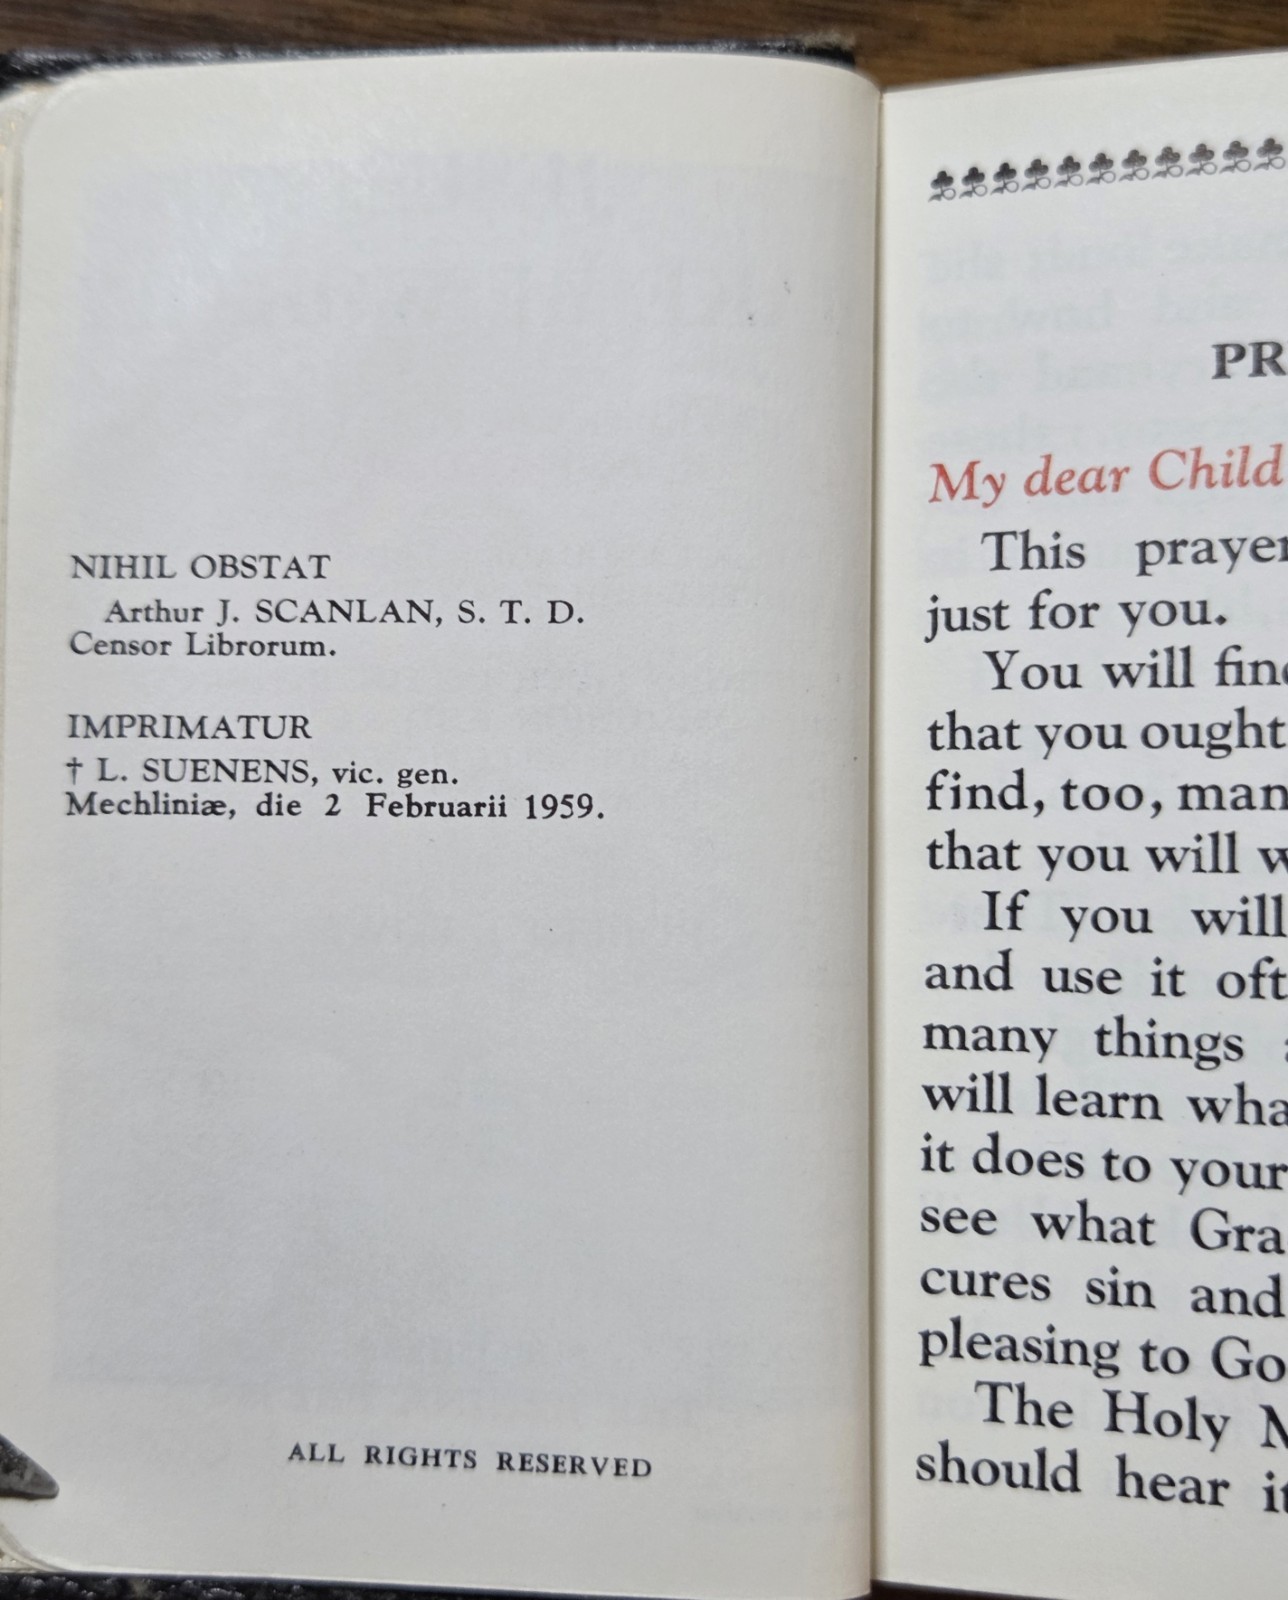 NIHIL OBSTAT
Arthur J. SCANLAN, S. T. D.
Censor Librorum.
IMPRIMATUR
† L. SUENENS, vic. gen.
Mechliniæ, die 2 Februarii 1959.
ALL RIGHTS RESERVED
My dear Child
This prayer
just for you.
You will find
that you ought
find, too, man
that you will w
If you will
and use it oft
many things
will learn wha
it does to your
see what Gra
cures sin and
pleasing to Go
The Holy M
should hear it